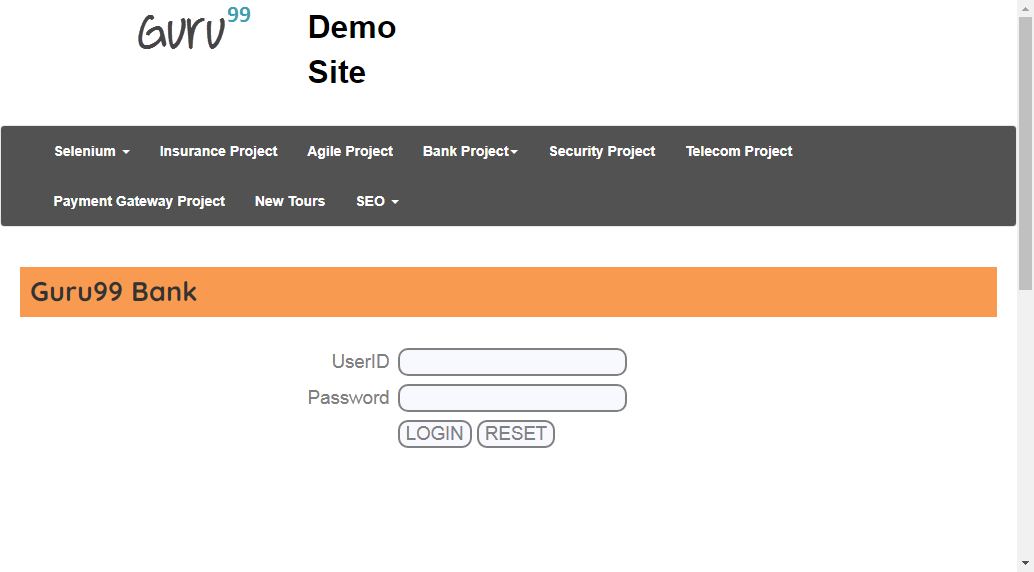 Guru99
Demo
Site
Selenium Insurance Project Agile Project Bank Project Security Project Telecom Project
Payment Gateway Project New Tours SEO
Guru99 Bank
UserID
Password
LOGIN RESET